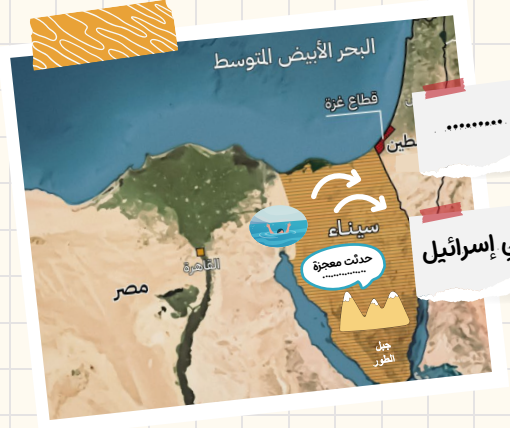 البحر الأبيض المتوسط
قطاع غزة
..........
سيناء
ي إسرائيل
حدثت معجزة
..............
القاهرة
مصر
جبل
الطور